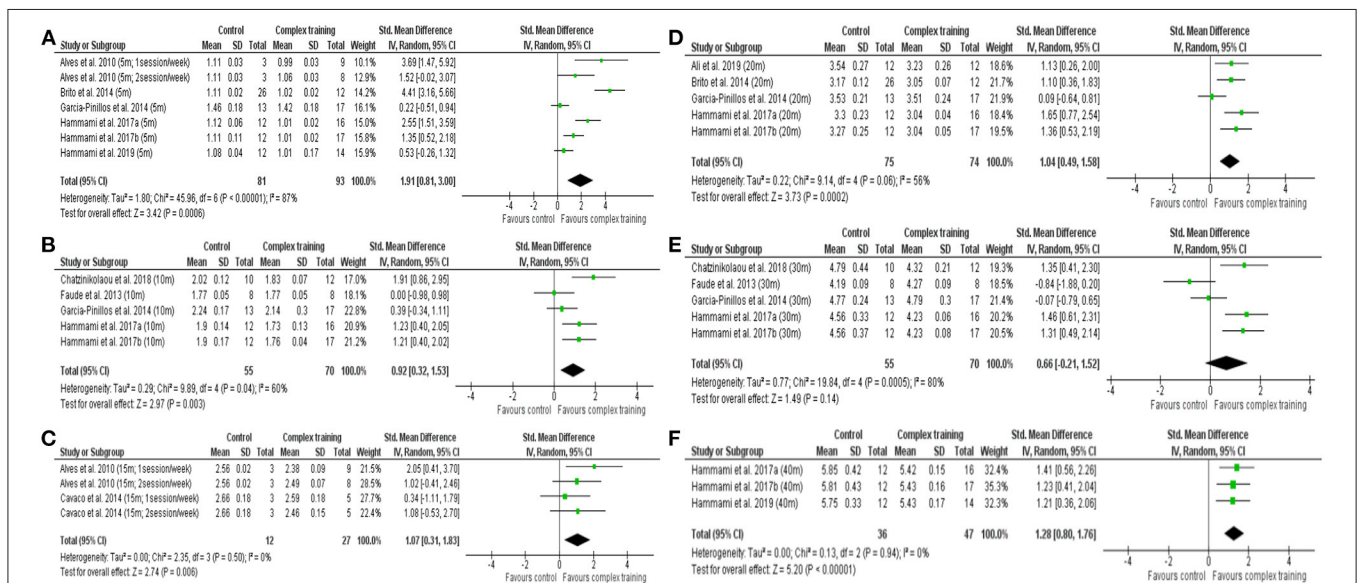 A
Control Complex training Std. Mean Difference Std. Mean Difference
Study or Subgroup Mean SD Total Mean SD Total Weight IV, Random, 95% CI IV, Random, 95% CI
Alves et al. 2010 (5m; 1session/week) 1.11 0.03 3 0.99 0.03 9 10.1% 3.69 [1.47, 5.92]
Alves et al. 2010 (5m; 2session/week) 1.11 0.03 3 1.06 0.03 8 12.9% 1.52 [-0.02, 3.07]
Brito et al. 2014 (5m) 1.11 0.02 26 1.02 0.02 12 14.2% 4.41 [3.16, 5.66]
Garcia-Pinillos et al. 2014 (5m) 1.46 0.18 13 1.42 0.18 17 15.9% 0.22 [-0.51, 0.94]
Hammami et al. 2017a (5m) 1.12 0.06 12 1.01 0.02 16 14.9% 2.55 [1.51, 3.59]
Hammami et al. 2017b (5m) 1.11 0.11 12 1.01 0.02 17 15.6% 1.35 [0.52, 2.18]
Hammami et al. 2019 (5m) 1.08 0.04 12 1.01 0.17 14 15.8% 0.53 [-0.26, 1.32]
Total (95% CI) 81 93 100.0% 1.91 [0.81, 3.00]
Heterogeneity: Tau² = 1.80; Chi² = 45.96, df = 6 (P < 0.00001); I² = 87%
Test for overall effect: Z = 3.42 (P = 0.0006)
-4 -2 0 2 4
Favours control Favours complex training
B
Control Complex training Std. Mean Difference Std. Mean Difference
Study or Subgroup Mean SD Total Mean SD Total Weight IV, Random, 95% CI IV, Random, 95% CI
Chatzinikolaou et al. 2018 (10m) 2.02 0.12 10 1.83 0.07 12 17.0% 1.91 [0.86, 2.95]
Faude et al. 2013 (10m) 1.77 0.05 8 1.77 0.05 8 18.1% 0.00 [-0.98, 0.98]
Garcia-Pinillos et al. 2014 (10m) 2.24 0.17 13 2.14 0.3 17 22.8% 0.39 [-0.34, 1.11]
Hammami et al. 2017a (10m) 1.9 0.14 12 1.73 0.13 16 20.9% 1.23 [0.40, 2.05]
Hammami et al. 2017b (10m) 1.9 0.17 12 1.76 0.04 17 21.2% 1.21 [0.40, 2.02]
Total (95% CI) 55 70 100.0% 0.92 [0.32, 1.53]
Heterogeneity: Tau² = 0.29; Chi² = 9.89, df = 4 (P = 0.04); I² = 60%
Test for overall effect: Z = 2.97 (P = 0.003)
-4 -2 0 2 4
Favours control Favours complex training
C
Control Complex training Std. Mean Difference Std. Mean Difference
Study or Subgroup Mean SD Total Mean SD Total Weight IV, Random, 95% CI IV, Random, 95% CI
Alves et al. 2010 (15m; 1session/week) 2.56 0.02 3 2.38 0.09 9 21.5% 2.05 [0.41, 3.70]
Alves et al. 2010 (15m; 2session/week) 2.56 0.02 3 2.49 0.07 8 28.5% 1.02 [-0.41, 2.46]
Cavaco et al. 2014 (15m; 1session/week) 2.66 0.18 3 2.59 0.18 5 27.7% 0.34 [-1.11, 1.79]
Cavaco et al. 2014 (15m; 2session/week) 2.66 0.18 3 2.46 0.15 5 22.4% 1.08 [-0.53, 2.70]
Total (95% CI) 12 27 100.0% 1.07 [0.31, 1.83]
Heterogeneity: Tau² = 0.00; Chi² = 2.35, df = 3 (P = 0.50); I² = 0%
Test for overall effect: Z = 2.74 (P = 0.006)
-4 -2 0 2 4
Favours control Favours complex training
D
Control Complex training Std. Mean Difference Std. Mean Difference
Study or Subgroup Mean SD Total Mean SD Total Weight IV, Random, 95% CI IV, Random, 95% CI
Ali et al. 2019 (20m) 3.54 0.27 12 3.23 0.26 12 18.6% 1.13 [0.26, 2.00]
Brito et al. 2014 (20m) 3.17 0.12 26 3.05 0.07 12 21.7% 1.10 [0.36, 1.83]
Garcia-Pinillos et al. 2014 (20m) 3.53 0.21 13 3.51 0.24 17 22.0% 0.09 [-0.64, 0.81]
Hammami et al. 2017a (20m) 3.3 0.23 12 3.04 0.04 16 18.2% 1.65 [0.77, 2.54]
Hammami et al. 2017b (20m) 3.27 0.25 12 3.04 0.05 17 19.5% 1.36 [0.53, 2.19]
Total (95% CI) 75 74 100.0% 1.04 [0.49, 1.58]
Heterogeneity: Tau² = 0.22; Chi² = 9.14, df = 4 (P = 0.06); I² = 56%
Test for overall effect: Z = 3.73 (P = 0.0002)
-4 -2 0 2 4
Favours control Favours complex training
E
Control Complex training Std. Mean Difference Std. Mean Difference
Study or Subgroup Mean SD Total Mean SD Total Weight IV, Random, 95% CI IV, Random, 95% CI
Chatzinikolaou et al. 2018 (30m) 4.79 0.44 10 4.32 0.21 12 19.3% 1.35 [0.41, 2.30]
Faude et al. 2013 (30m) 4.19 0.09 8 4.27 0.09 8 18.2% -0.84 [-1.88, 0.20]
Garcia-Pinillos et al. 2014 (30m) 4.77 0.24 13 4.79 0.3 17 21.7% -0.07 [-0.79, 0.65]
Hammami et al. 2017a (30m) 4.56 0.33 12 4.23 0.06 16 20.3% 1.46 [0.61, 2.31]
Hammami et al. 2017b (30m) 4.56 0.37 12 4.23 0.08 17 20.5% 1.31 [0.49, 2.14]
Total (95% CI) 55 70 100.0% 0.66 [-0.21, 1.52]
Heterogeneity: Tau² = 0.77; Chi² = 19.84, df = 4 (P = 0.0005); I² = 80%
Test for overall effect: Z = 1.49 (P = 0.14)
-4 -2 0 2 4
Favours control Favours complex training
F
Control Complex training Std. Mean Difference Std. Mean Difference
Study or Subgroup Mean SD Total Mean SD Total Weight IV, Random, 95% CI IV, Random, 95% CI
Hammami et al. 2017a (40m) 5.85 0.42 12 5.42 0.15 16 32.4% 1.41 [0.56, 2.26]
Hammami et al. 2017b (40m) 5.81 0.43 12 5.43 0.16 17 35.2% 1.23 [0.41, 2.04]
Hammami et al. 2019 (40m) 5.75 0.33 12 5.43 0.17 14 32.3% 1.21 [0.36, 2.06]
Total (95% CI) 36 47 100.0% 1.28 [0.80, 1.76]
Heterogeneity: Tau² = 0.00; Chi² = 0.13, df = 2 (P = 0.94); I² = 0%
Test for overall effect: Z = 5.20 (P < 0.00001)
-4 -2 0 2 4
Favours control Favours complex training